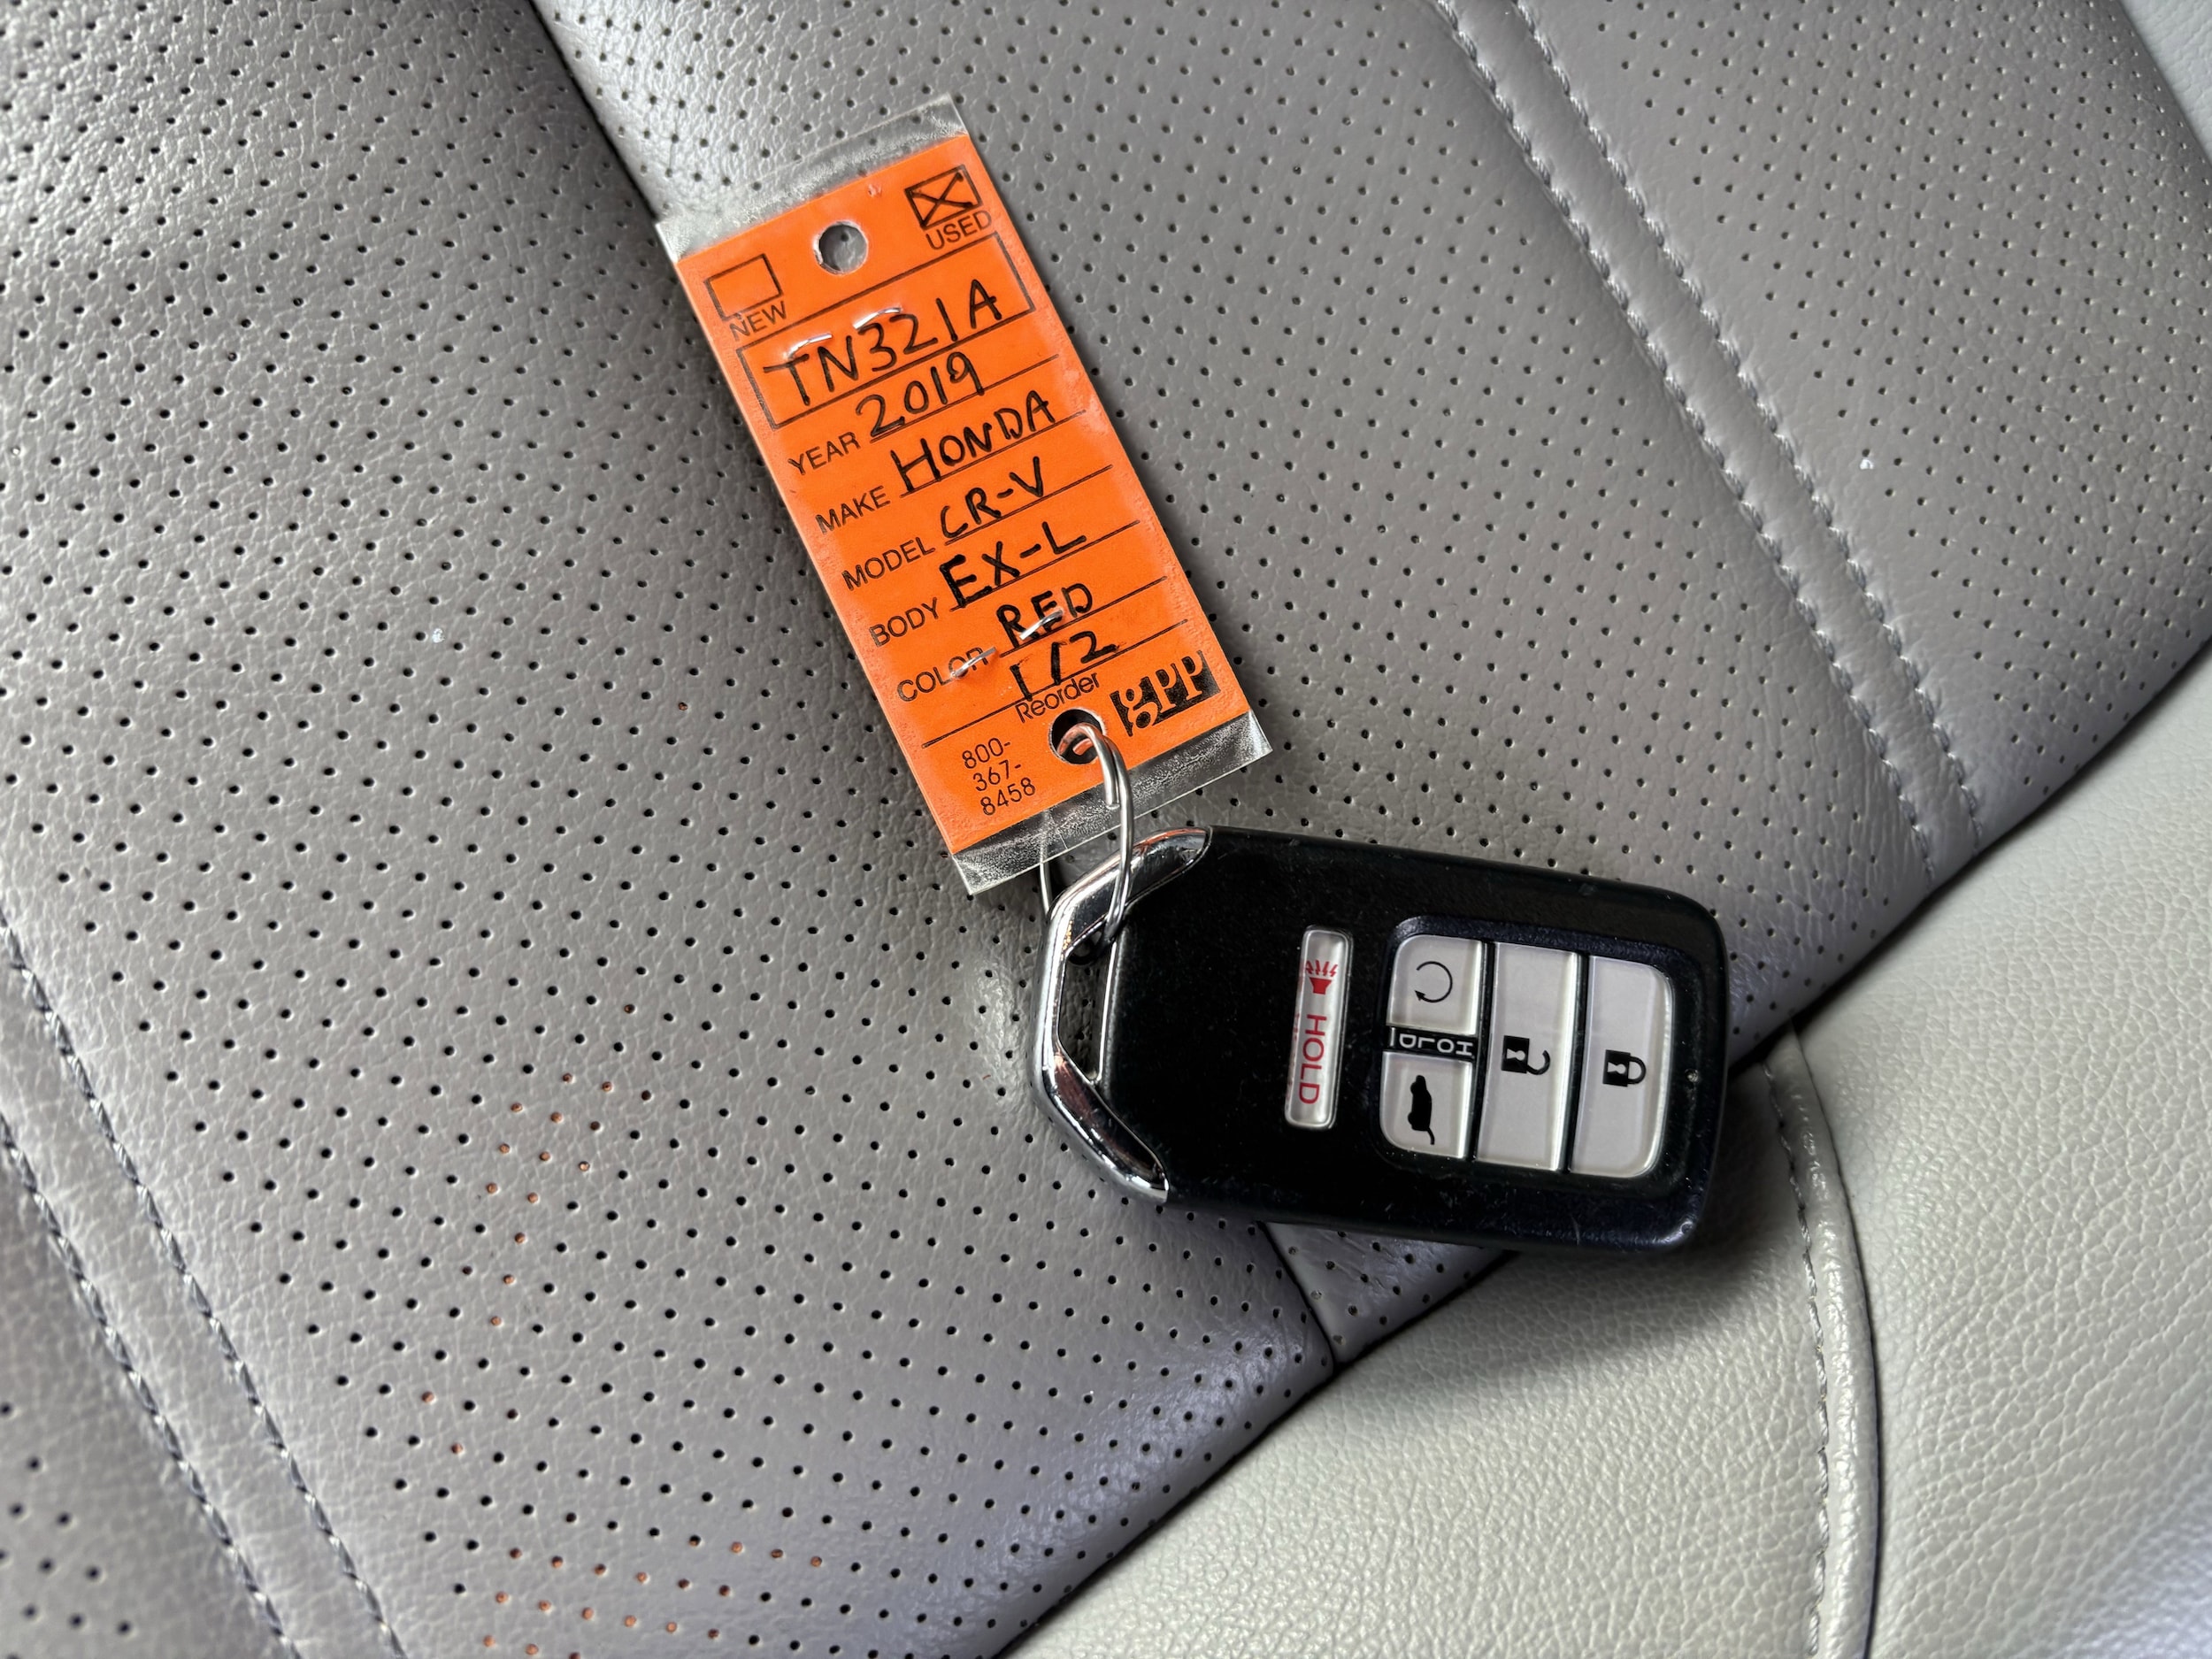 USED
NEW
TN321A
YEAR 2019
MAKE HONDA
MODEL CR-V
BODY EX-L
COLOR RED
1/2
Reorder gpp
800-
367-
8458
HOLD
HOLD